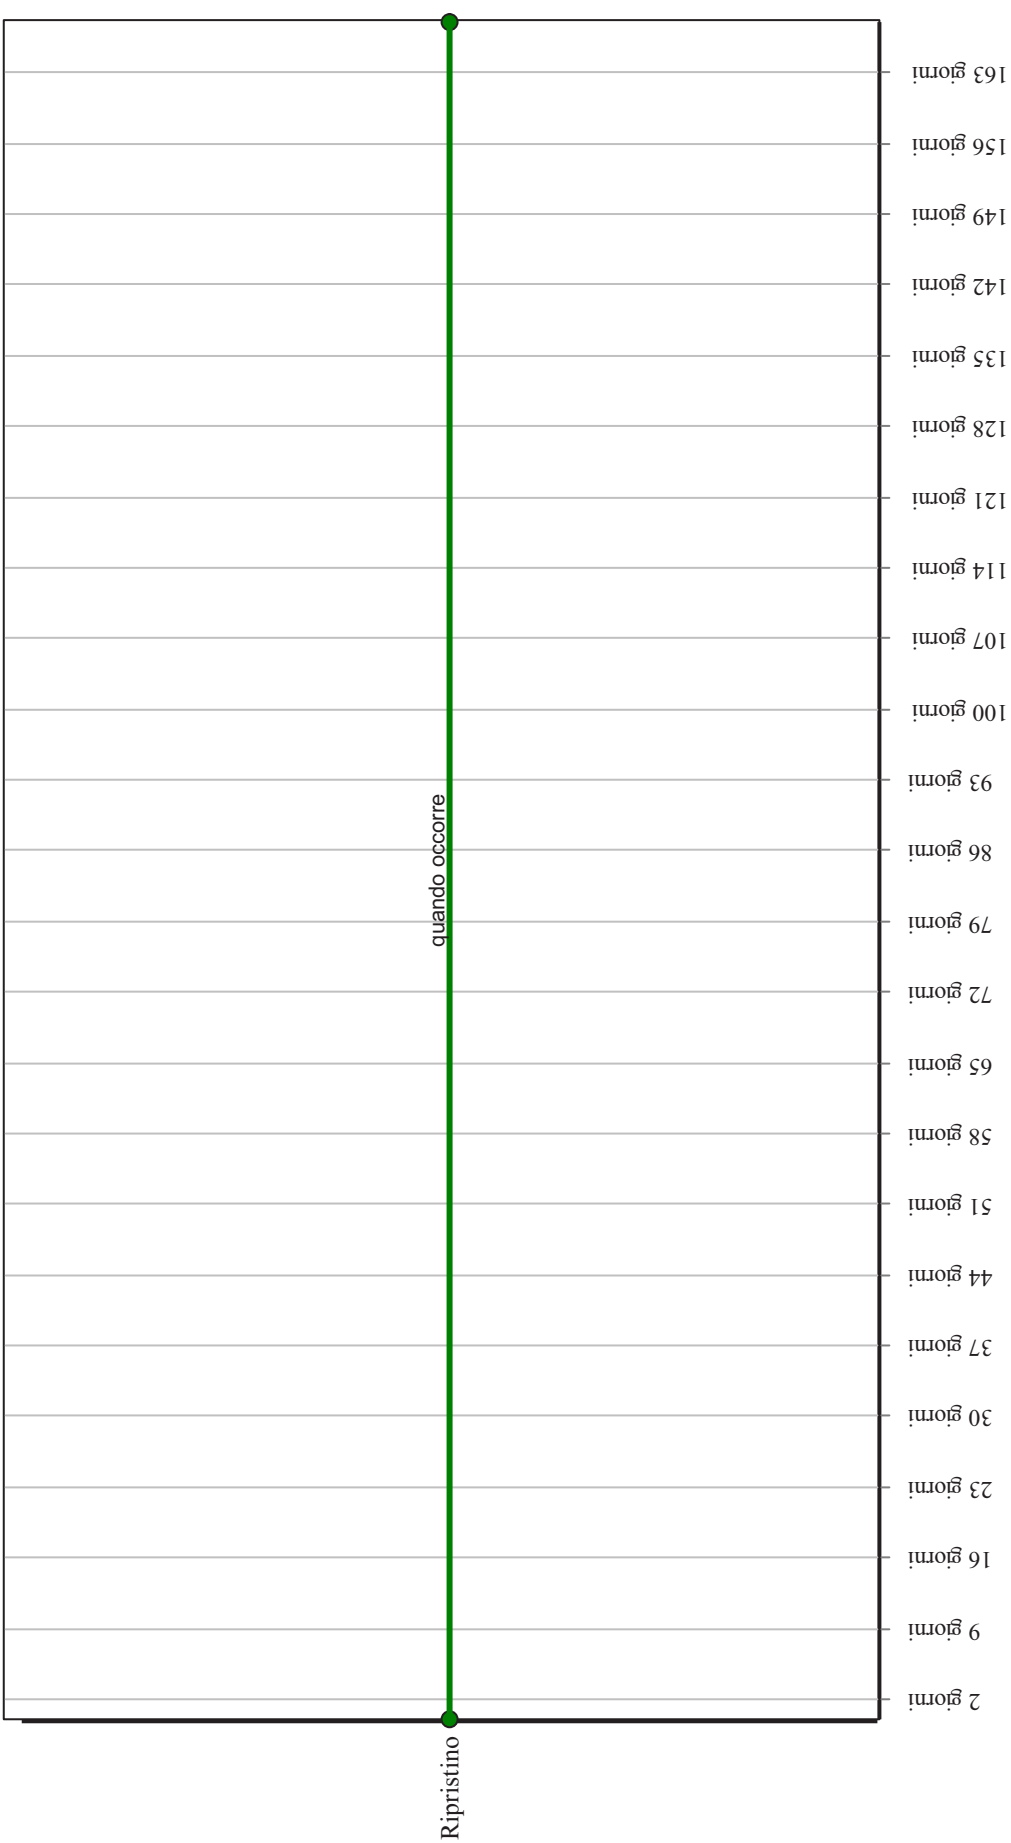 163 giorni
156 giorni
149 giorni
142 giorni
135 giorni
128 giorni
121 giorni
114 giorni
107 giorni
100 giorni
93 giorni
86 giorni
79 giorni
72 giorni
65 giorni
58 giorni
51 giorni
44 giorni
37 giorni
30 giorni
23 giorni
16 giorni
9 giorni
2 giorni
quando occorre
Ripristino